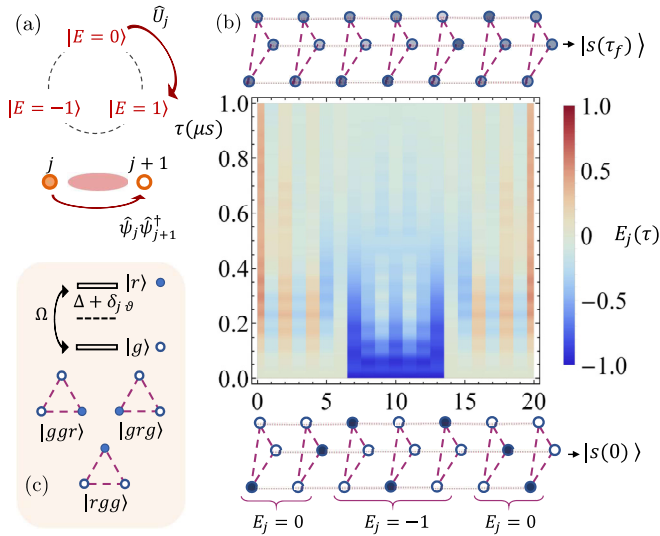 (a)
Û_j
|E = 0⟩
|E = −1⟩
|E = 1⟩
j
j + 1
ψ̂_j ψ̂†_{j+1}
|r⟩
Ω
Δ + δ_{j ϑ}
|g⟩
|ggr⟩
|grg⟩
|rgg⟩
(c)
(b)
|s(τ_f) ⟩
τ(μs)
1.0
0.8
0.6
0.4
0.2
0.0
0
5
10
15
20
1.0
0.5
0
−0.5
−1.0
E_j(τ)
|s(0) ⟩
E_j = 0
E_j = −1
E_j = 0